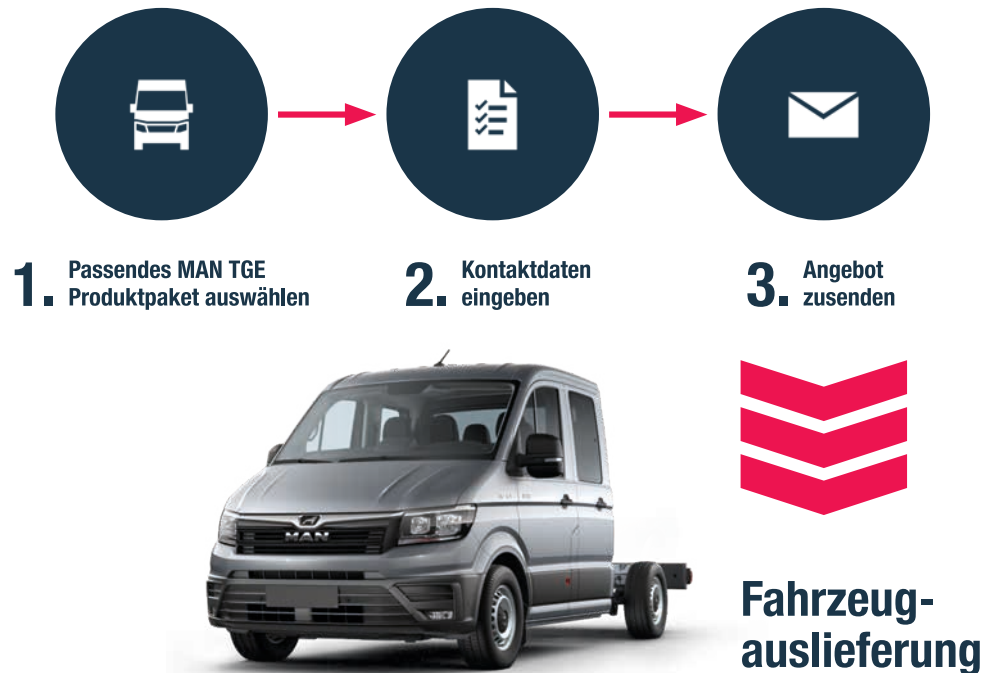 1. Passendes MAN TGE
Produktpaket auswählen
2. Kontaktdaten
eingeben
3. Angebot
zusenden
MAN
Fahrzeug-
auslieferung